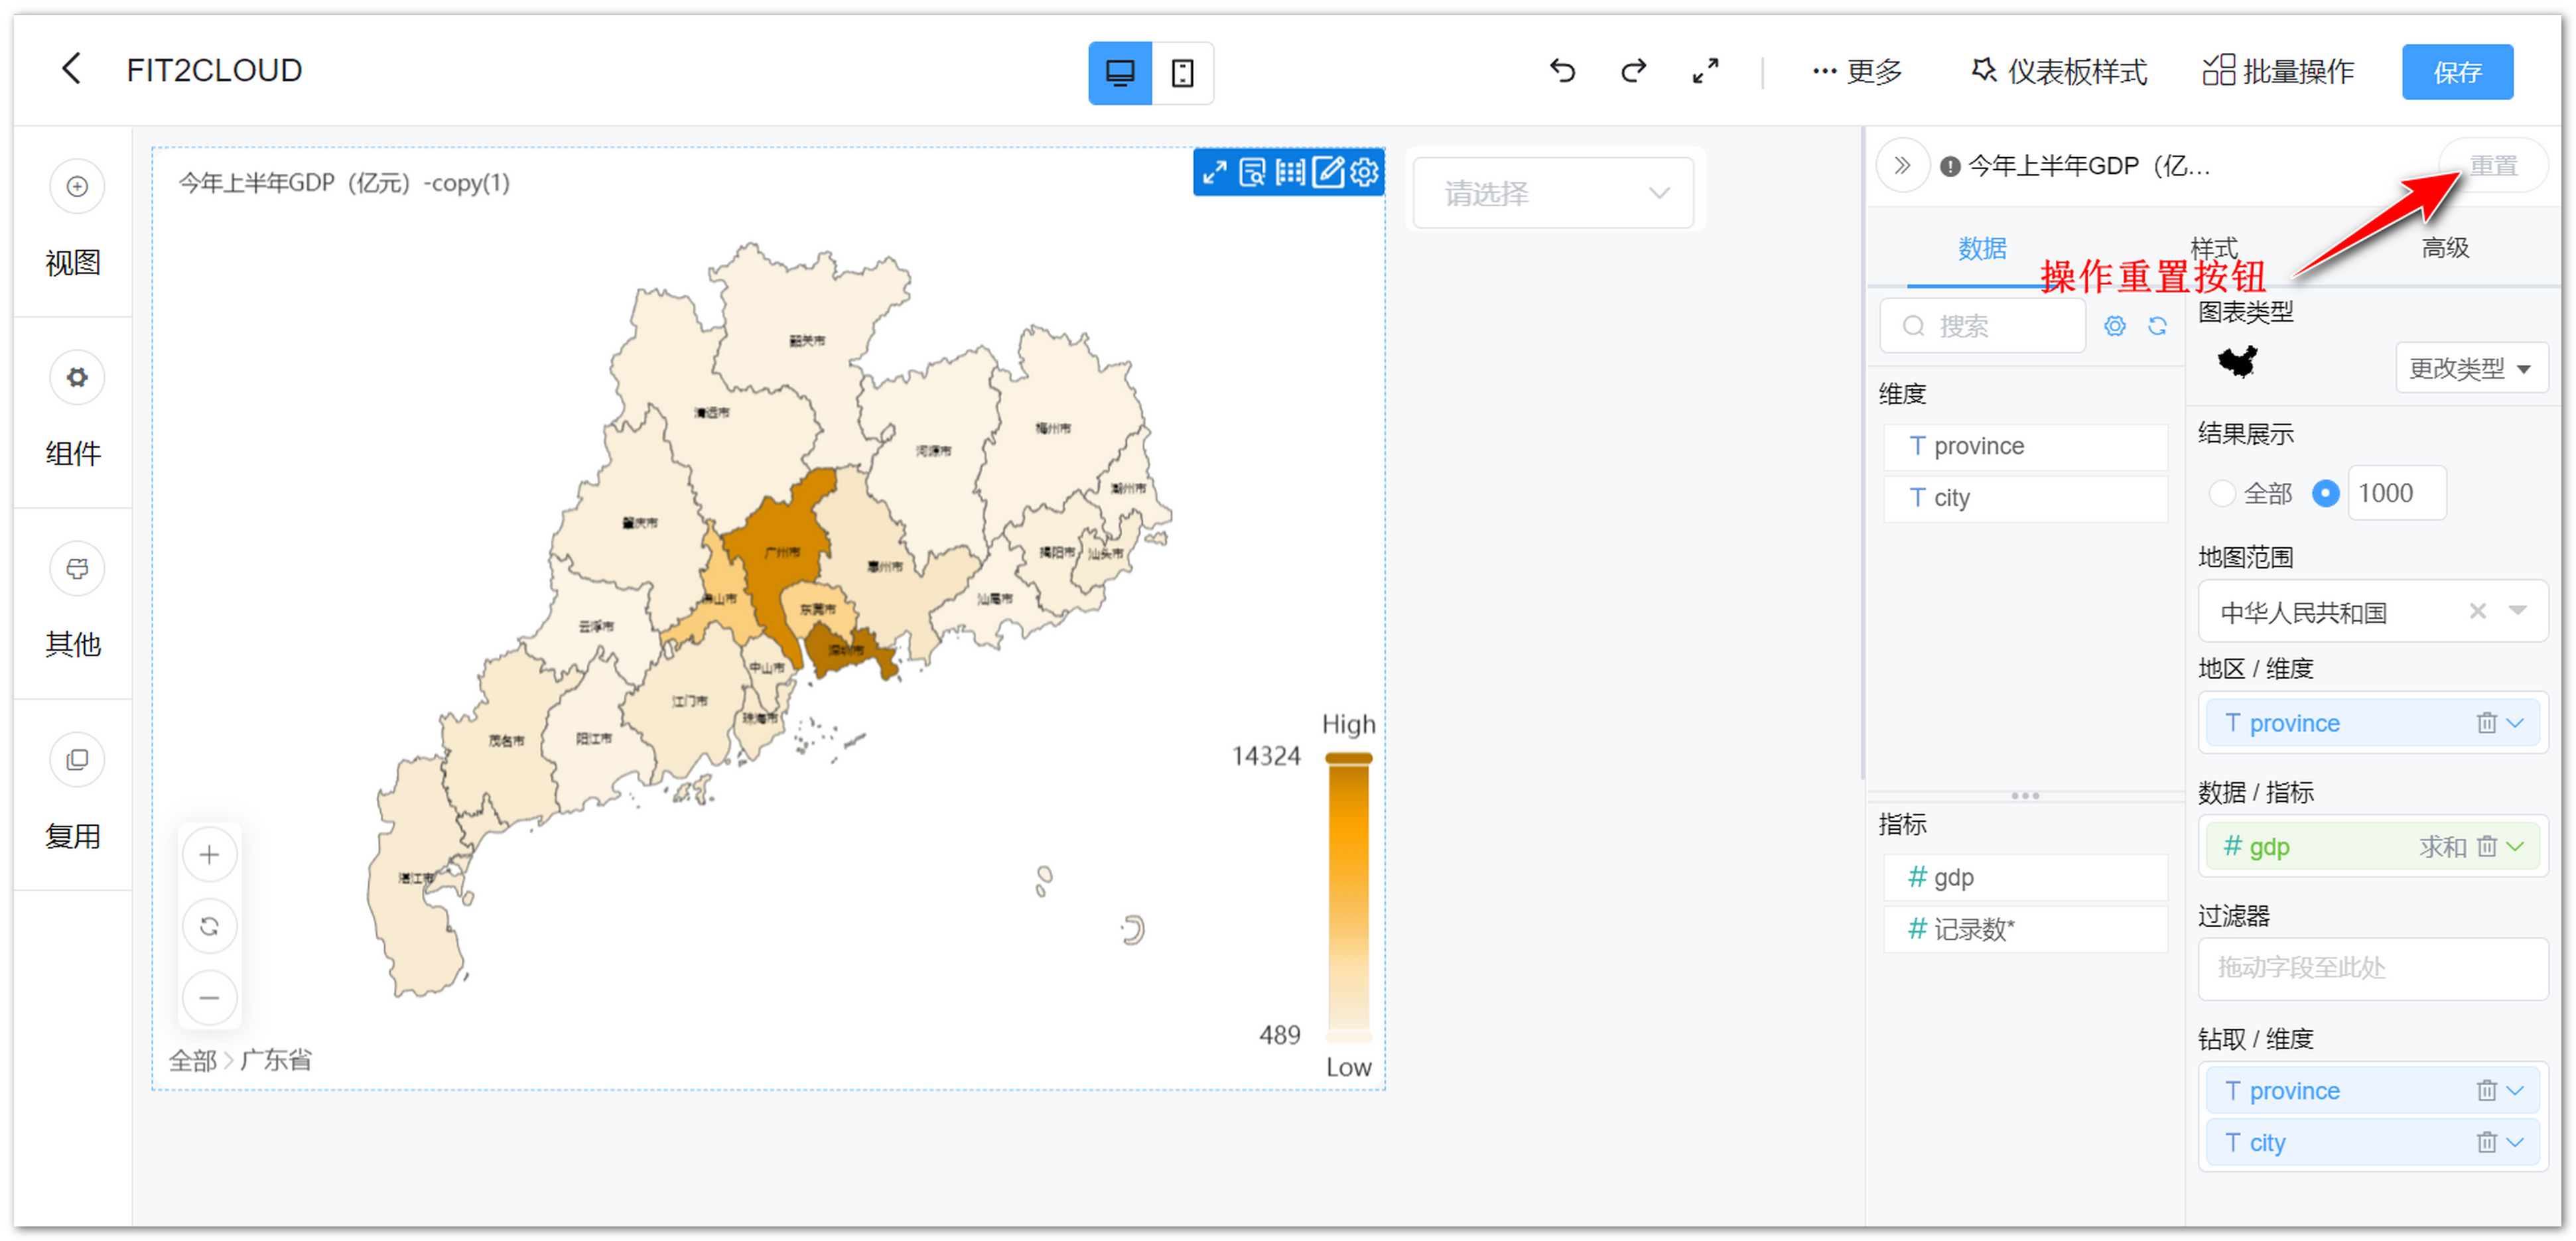 FIT2CLOUD
更多
仪表板样式
批量操作
保存
视图
组件
其他
复用
今年上半年GDP（亿元）-copy(1)
请选择
韶关市
清远市
梅州市
河源市
潮州市
肇庆市
广州市
揭阳市
汕头市
惠州市
佛山市
东莞市
汕尾市
云浮市
深圳市
中山市
江门市
珠海市
茂名市
阳江市
湛江市
High
14324
489
Low
全部
广东省
今年上半年GDP（亿...
重置
数据
样式
高级
操作重置按钮
搜索
维度
T province
T city
指标
# gdp
# 记录数*
图表类型
更改类型
结果展示
全部
1000
地图范围
中华人民共和国
地区 / 维度
T province
数据 / 指标
# gdp 求和
过滤器
拖动字段至此处
钻取 / 维度
T province
T city